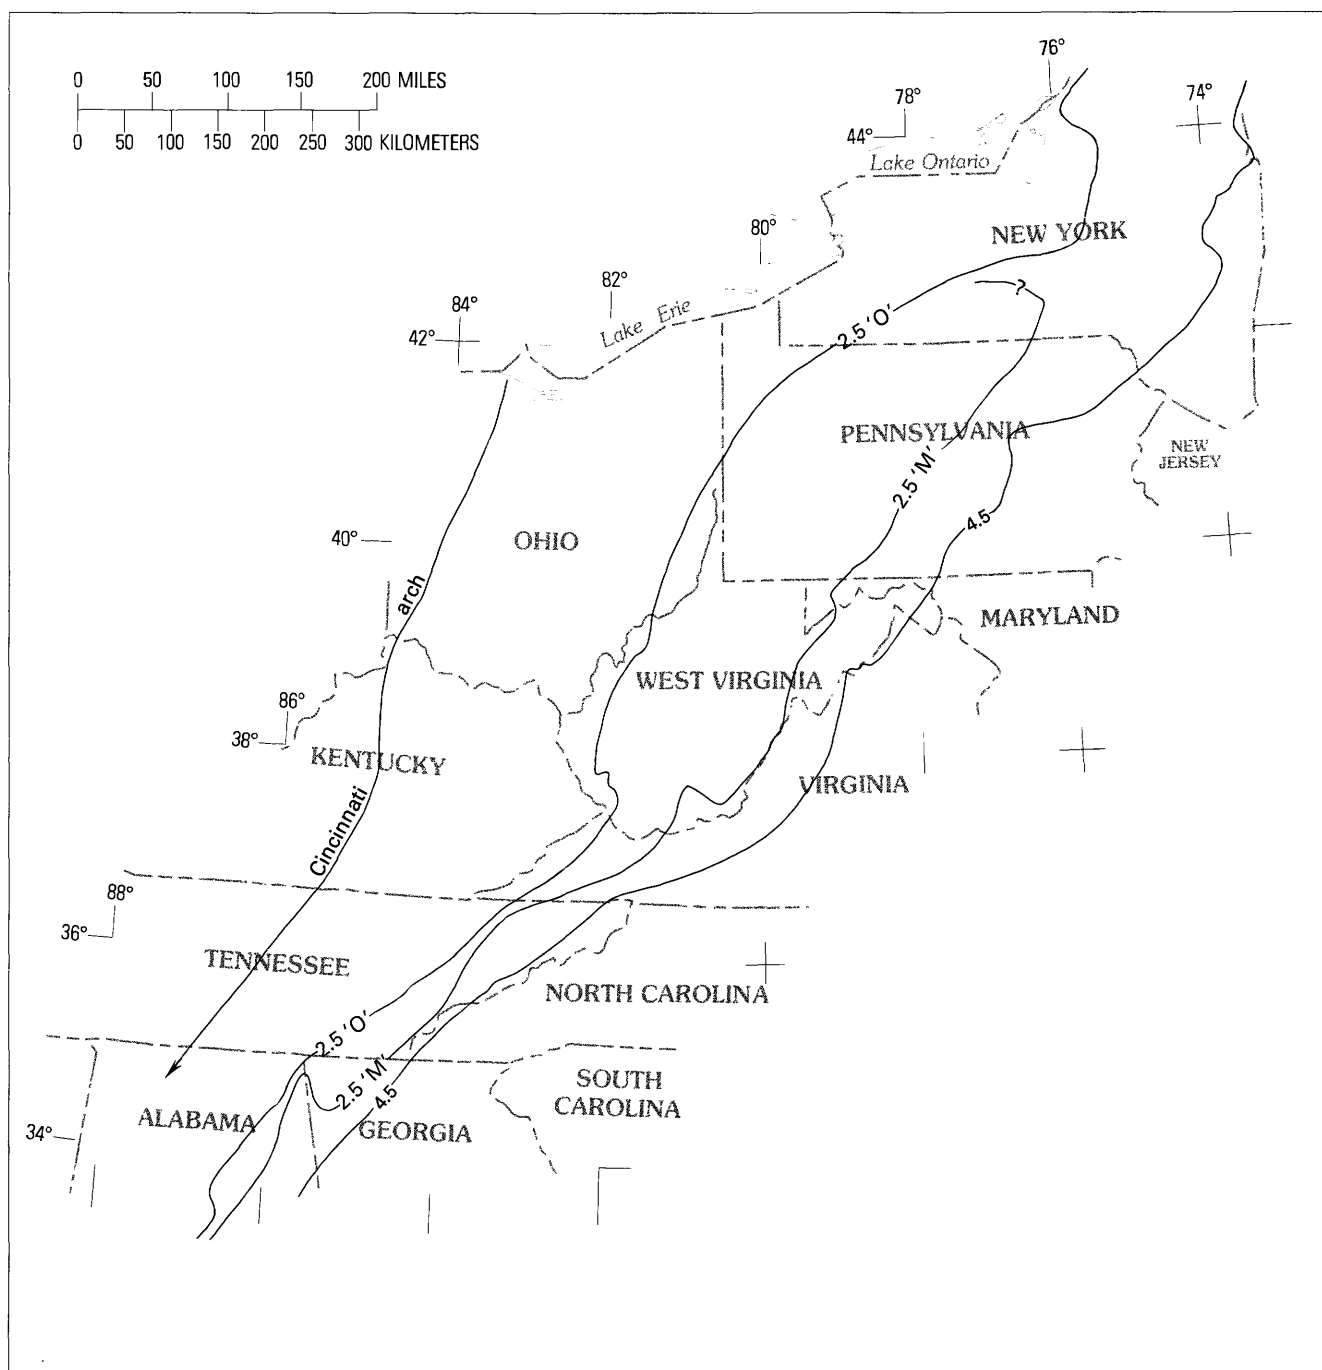 0 50 100 150 200 MILES
0 50 100 150 200 250 300 KILOMETERS
76°
78°
74°
44°
Lake Ontario
80°
NEW YORK
82°
84°
?
42°
Lake Erie
2.5 'O'
PENNSYLVANIA
NEW
JERSEY
2.5 'M'
4.5
40°
OHIO
arch
MARYLAND
WEST VIRGINIA
86°
38°
KENTUCKY
VIRGINIA
Cincinnati
88°
36°
TENNESSEE
NORTH CAROLINA
2.5 'O'
2.5 'M'
4.5
SOUTH
CAROLINA
ALABAMA
GEORGIA
34°